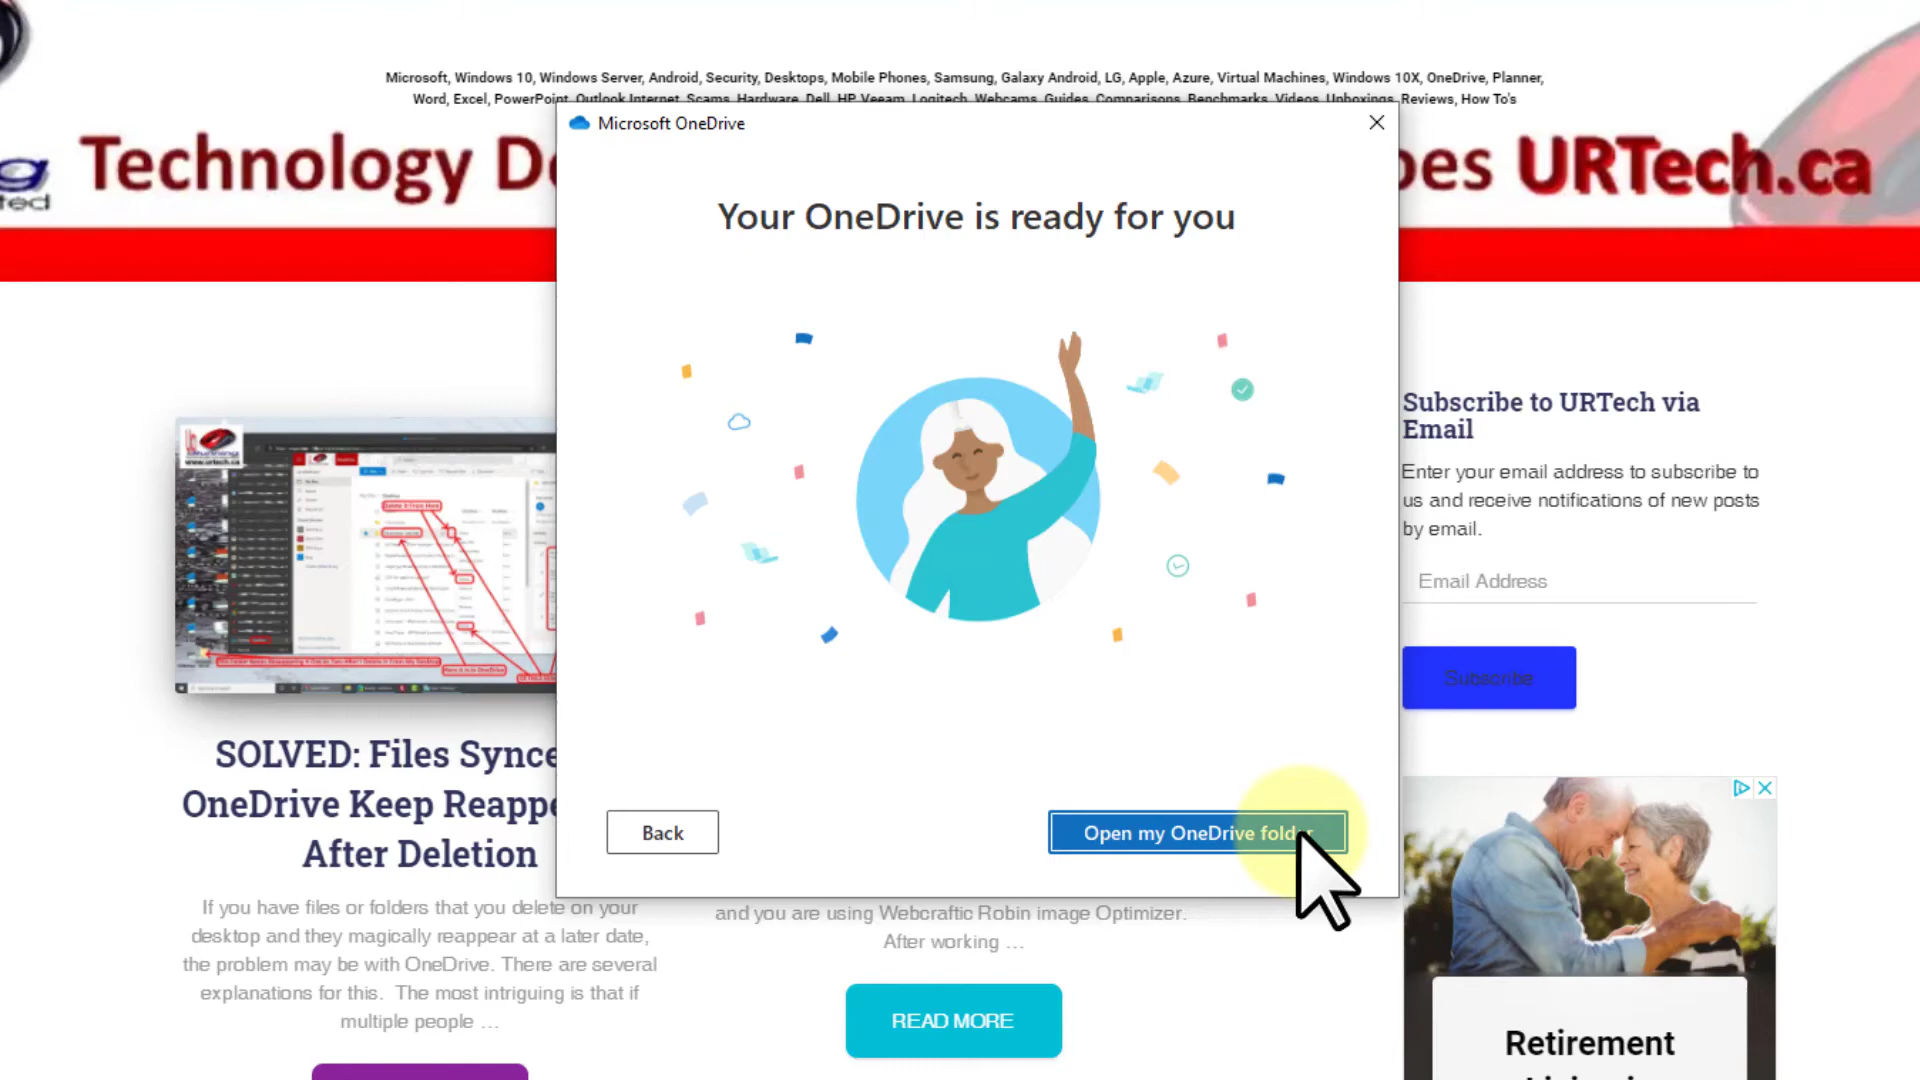 Microsoft, Windows 10, Windows Server, Android, Security, Desktops, Mobile Phones, Samsung, Galaxy Android, LG, Apple, Azure, Virtual Machines, Windows 10X, OneDrive, Planner,
Word, Excel, PowerPoint, Outlook Internet, Scams, Hardware, Dell, HP Veeam, Logitech, Webcams, Guides, Comparisons, Benchmarks, Videos, Unboxings, Reviews, How To's
Microsoft OneDrive
Technology
URTech.ca
Your OneDrive is ready for you
Subscribe to URTech via
Email
Enter your email address to subscribe to
us and receive notifications of new posts
by email.
Email Address
Subscribe
www.urtech.ca
SOLVED: Files Synce
OneDrive Keep Reappe
After Deletion
If you have files or folders that you delete on your
desktop and they magically reappear at a later date,
the problem may be with OneDrive. There are several
explanations for this. The most intriguing is that if
multiple people ...
Back
Open my OneDrive folder
and you are using Webcraftic Robin image Optimizer.
After working ...
READ MORE
Retirement